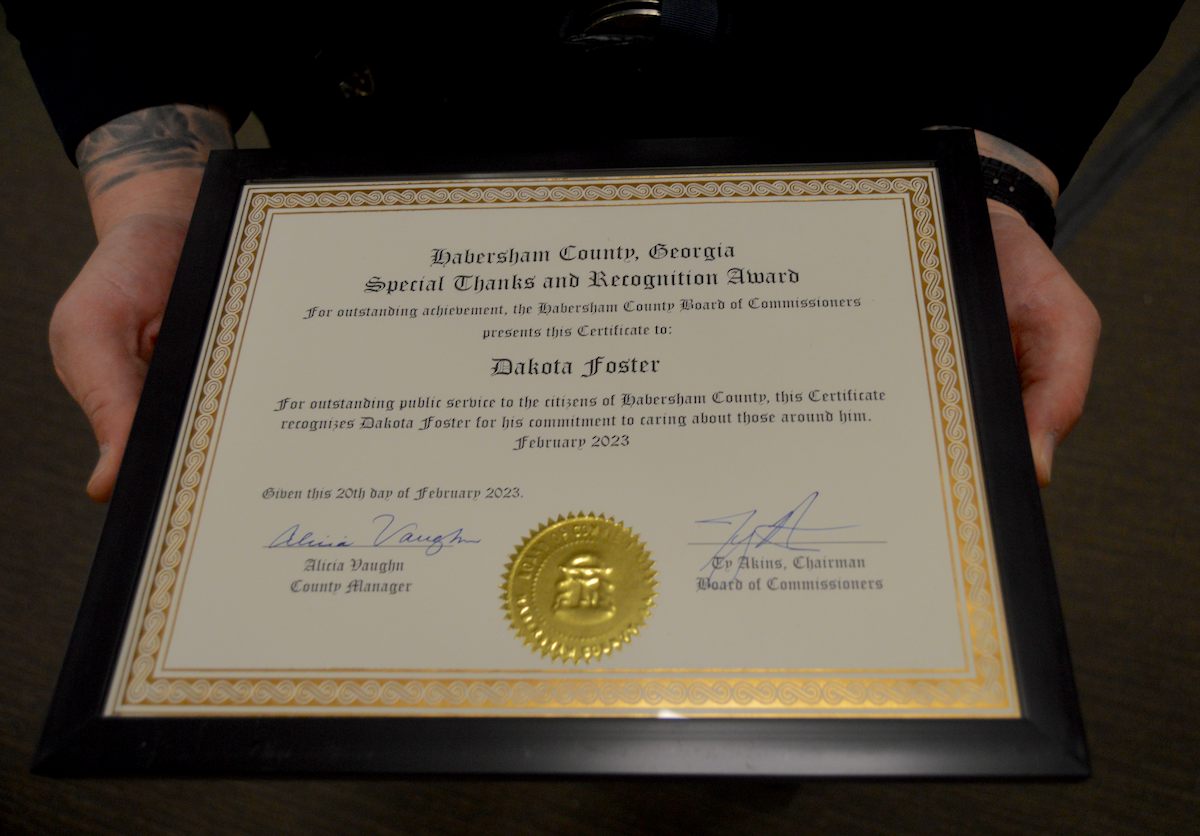 Habersham County, Georgia
Special Thanks and Recognition Award
For outstanding achievement, the Habersham County Board of Commissioners
presents this Certificate to:
Dakota Foster
For outstanding public service to the citizens of Habersham County, this Certificate
recognizes Dakota Foster for his commitment to caring about those around him.
February 2023
Given this 20th day of February 2023.
Alicia Vaughn
Alicia Vaughn
County Manager
Ty Akins, Chairman
Board of Commissioners